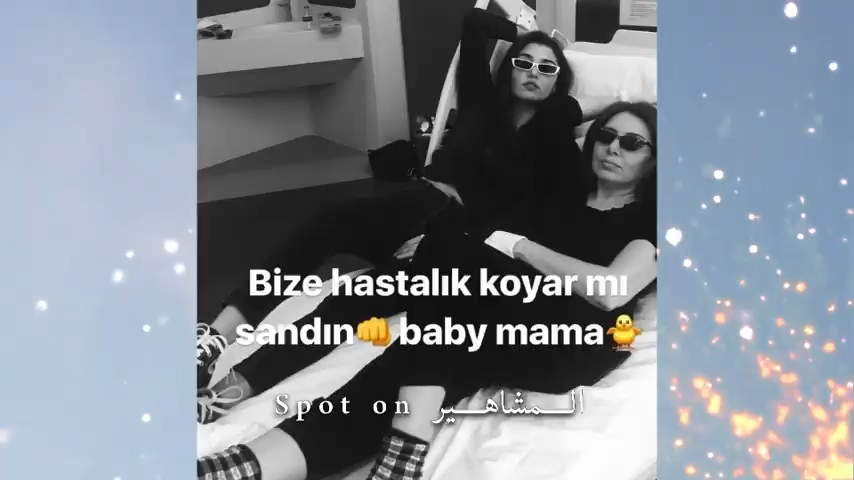 Bize hastalık koyar mı
sandın👊 baby mama🐥
Spot on المشاهير